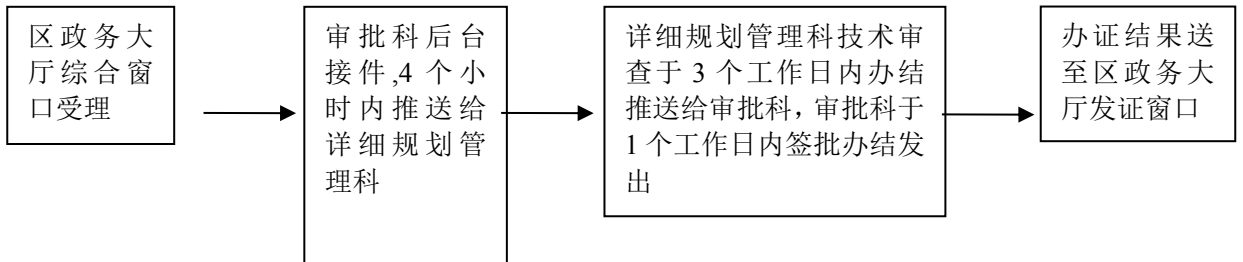 区政务大
厅综合窗
口受理
审批科后台
接件,4 个小
时内推送给
详细规划管
理科
详细规划管理科技术审
查于 3 个工作日内办结
推送给审批科，审批科于
1 个工作日内签批办结发
出
办证结果送
至区政务大
厅发证窗口